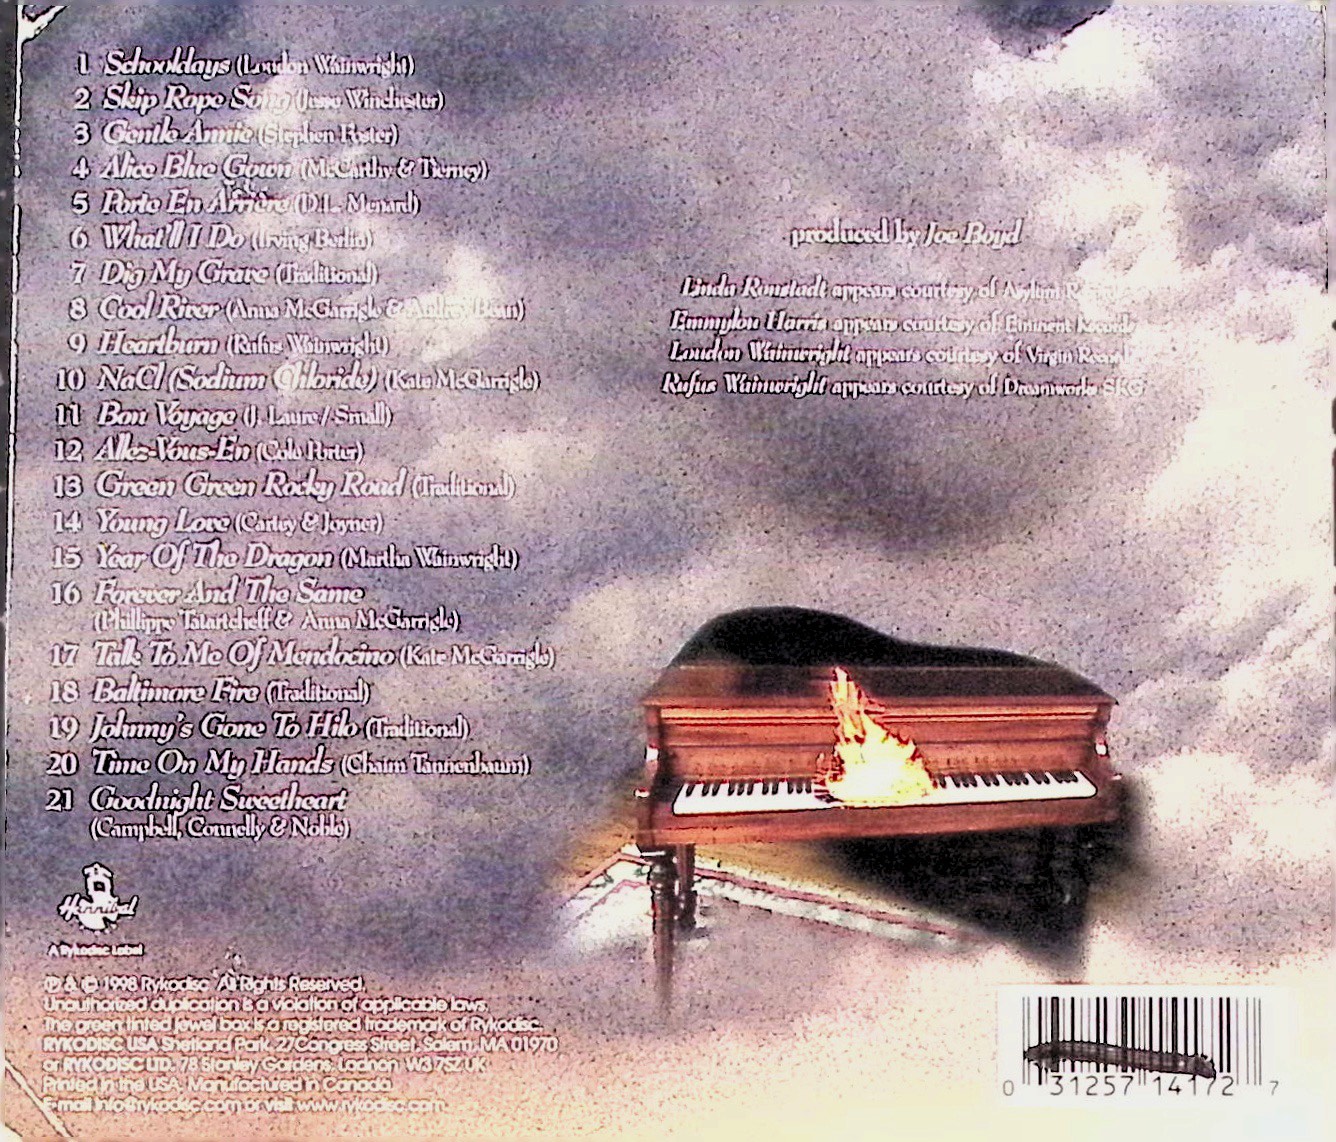 1 Schooldays (Loudon Wainwright)
2 Skip Rope Song (Jesse Winchester)
3 Gentle Annie (Stephen Foster)
4 Alice Blue Gown (McCarthy & Tierney)
5 Porte En Arrière (D.L. Menard)
6 What'll I Do (Irving Berlin)
7 Dig My Grave (Traditional)
8 Cool River (Anna McGarrigle & Audrey Bean)
9 Heartburn (Rufus Wainwright)
10 NaCl (Sodium Chloride) (Kate McGarrigle)
11 Bon Voyage (J. Laure/Small)
12 Allez-Vous-En (Cole Porter)
13 Green Green Rocky Road (Traditional)
14 Young Love (Cartey & Joyner)
15 Year Of The Dragon (Martha Wainwright)
16 Forever And The Same
(Phillippe Tatartcheff & Anna McGarrigle)
17 Talk To Me Of Mendocino (Kate McGarrigle)
18 Baltimore Fire (Traditional)
19 Johnny's Gone To Hilo (Traditional)
20 Time On My Hands (Chaim Tannenbaum)
21 Goodnight Sweetheart
(Campbell, Connelly & Noble)
produced by Joe Boyd
Linda Ronstadt appears courtesy of Asylum Records
Emmylou Harris appears courtesy of Eminent Records
Loudon Wainwright appears courtesy of Virgin Records
Rufus Wainwright appears courtesy of Dreamworks SKG
Hannibal
A Rykodisc Label
℗ & © 1998 Rykodisc All Rights Reserved.
Unauthorized duplication is a violation of applicable laws.
The green tinted jewel box is a registered trademark of Rykodisc.
RYKODISC USA Shetland Park, 27 Congress Street, Salem, MA 01970
or RYKODISC LTD. 78 Stanley Gardens, London W3 7SZ UK
Printed in the USA. Manufactured in Canada
E-mail info@rykodisc.com or visit www.rykodisc.com
0 31257 14172 7